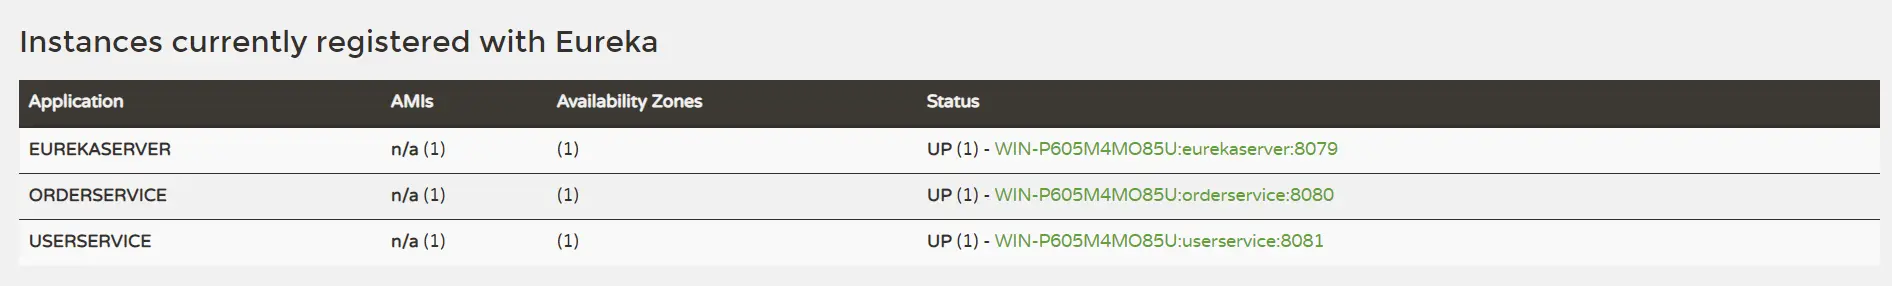 Instances currently registered with Eureka
Application AMIs Availability Zones Status
EUREKASERVER n/a (1) (1) UP (1) - WIN-P605M4MO85U:eurekaserver:8079
ORDERSERVICE n/a (1) (1) UP (1) - WIN-P605M4MO85U:orderservice:8080
USERSERVICE n/a (1) (1) UP (1) - WIN-P605M4MO85U:userservice:8081